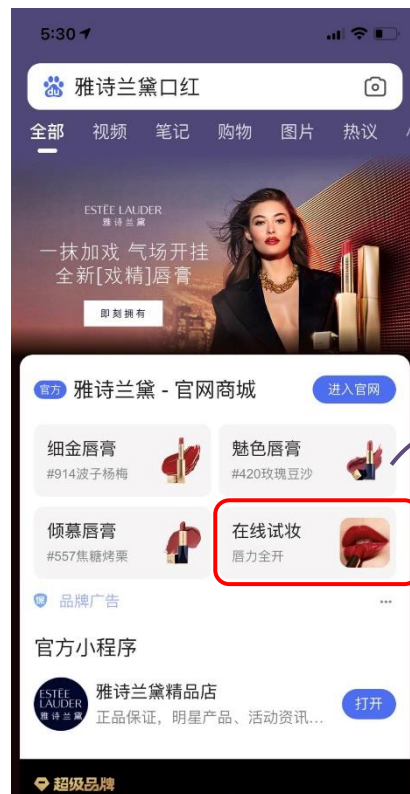 5:30
雅诗兰黛口红
全部 视频 笔记 购物 图片 热议
ESTĒE LAUDER
雅诗兰黛
一抹加戏 气场开挂
全新[戏精]唇膏
即刻拥有
官方 雅诗兰黛 - 官网商城 进入官网
细金唇膏
#914波子杨梅
魅色唇膏
#420玫瑰豆沙
倾慕唇膏
#557焦糖烤栗
在线试妆
唇力全开
保 品牌广告 ...
官方小程序
ESTĒE
LAUDER
雅诗兰黛
雅诗兰黛精品店
正品保证，明星产品、活动资讯...
打开
超级品牌